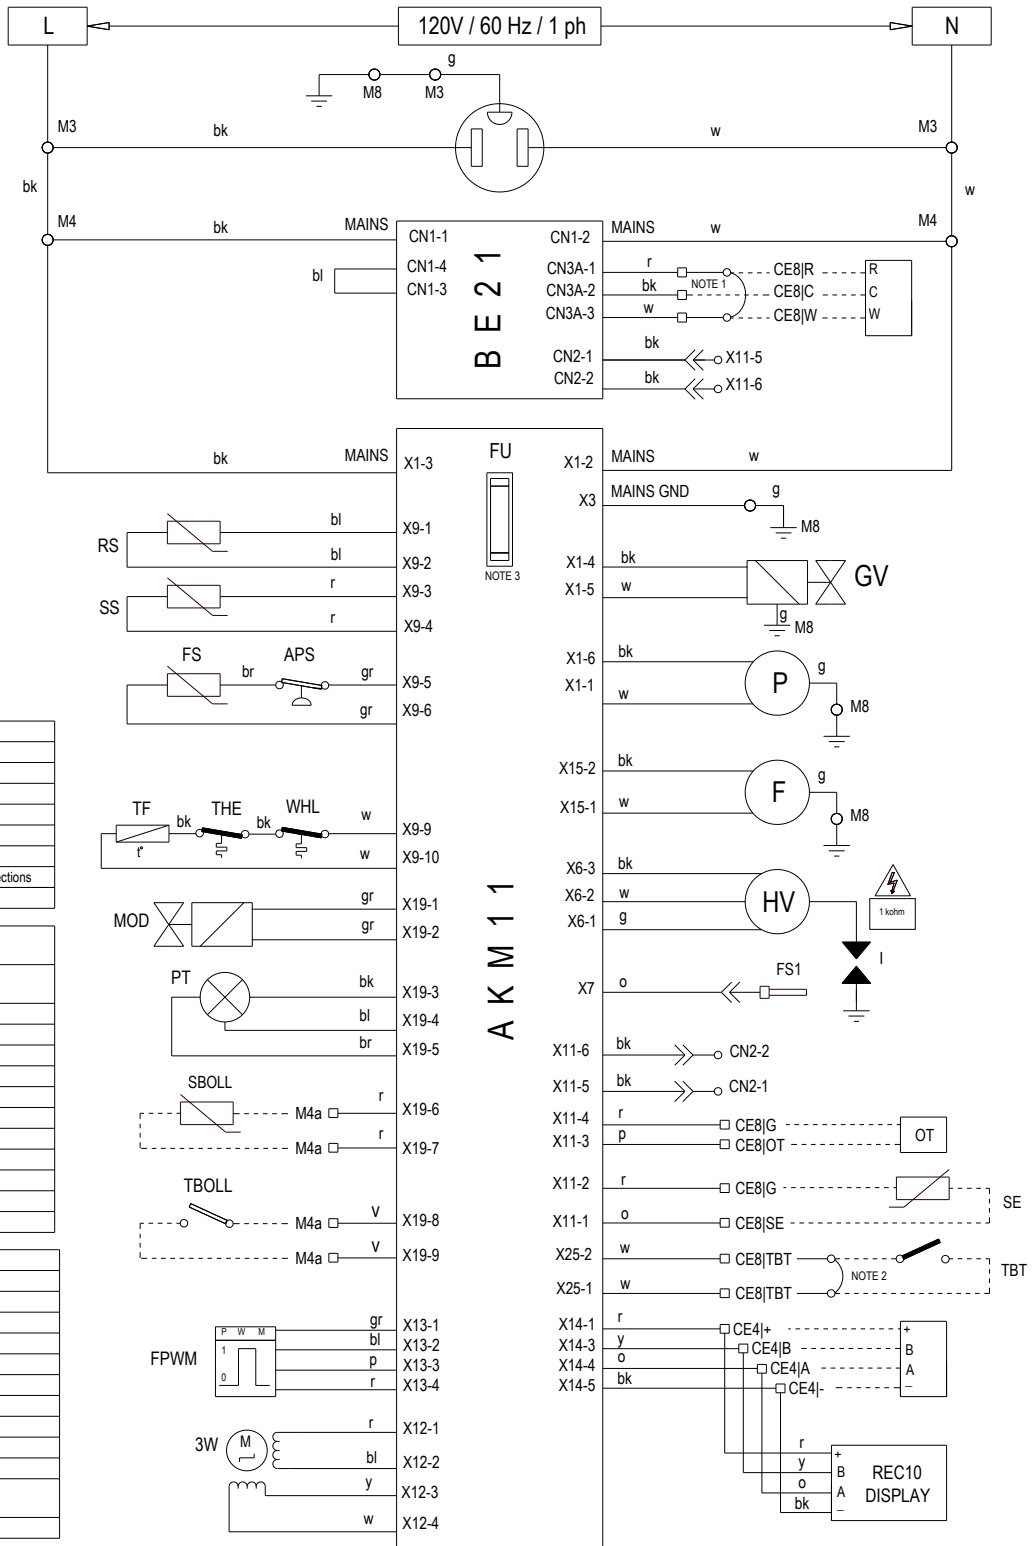 L 120V / 60 Hz / 1 ph N
g
M8 M3
M3 bk w M3
bk w
M4 bk MAINS CN1-1 CN1-2 MAINS w M4
bl CN1-4
CN1-3
BE21
CN3A-1 r CE8|R R
CN3A-2 bk NOTE 1 CE8|C C
CN3A-3 w CE8|W W
CN2-1 bk X11-5
CN2-2 bk X11-6
bk MAINS X1-3 FU X1-2 MAINS w
NOTE 3
X3 MAINS GND g M8
RS bl X9-1
bl X9-2
SS r X9-3
r X9-4
X1-4 bk GV
X1-5 w
g M8
FS br APS gr X9-5
gr X9-6
X1-6 bk P g
X1-1 w M8
X15-2 bk F g
X15-1 w M8
TF bk THE bk WHL w X9-9
t° w X9-10
ctions
X6-3 bk
X6-2 w HV
X6-1 g
1 kohm
I
MOD gr X19-1
gr X19-2
AKM11
X7 o FS1
PT bk X19-3
bl X19-4
br X19-5
X11-6 bk CN2-2
X11-5 bk CN2-1
SBOLL
M4a r X19-6
M4a r X19-7
X11-4 r CE8|G OT
X11-3 p CE8|OT
TBOLL
M4a V X19-8
M4a V X19-9
X11-2 r CE8|G SE
X11-1 o CE8|SE
X25-2 w CE8|TBT NOTE 2 TBT
X25-1 w CE8|TBT
FPWM P W M
1
0
gr X13-1
bl X13-2
p X13-3
r X13-4
X14-1 r CE4|+ +
X14-3 y CE4|B B
X14-4 o CE4|A A
X14-5 bk CE4|- –
3W M r X12-1
bl X12-2
y X12-3
w X12-4
r +
y B
o A
bk –
REC10
DISPLAY